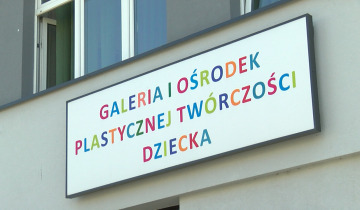 GALERIA I OŚRODEK
PLASTYCZNEJ TWÓRCZOŚCI
DZIECKA